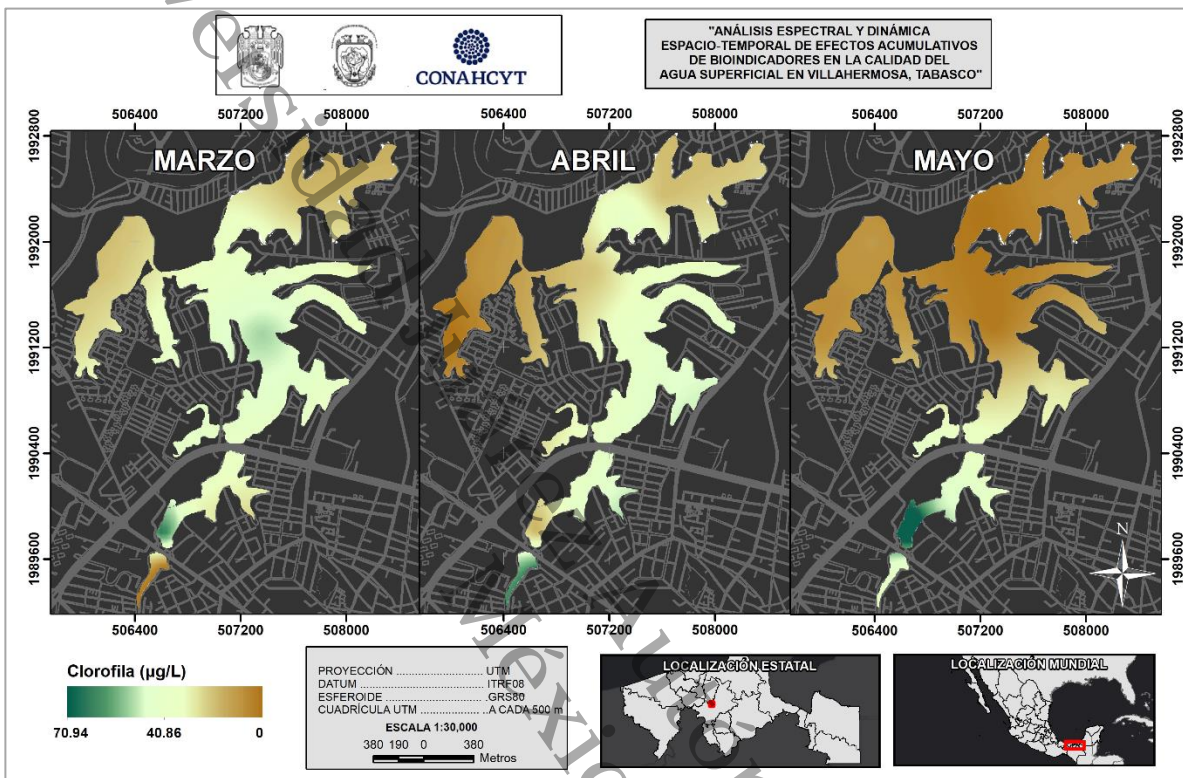 CONAHCYT
"ANÁLISIS ESPECTRAL Y DINÁMICA
ESPACIO-TEMPORAL DE EFECTOS ACUMULATIVOS
DE BIOINDICADORES EN LA CALIDAD DEL
AGUA SUPERFICIAL EN VILLAHERMOSA, TABASCO"
506400 507200 508000 506400 507200 508000 506400 507200 508000
MARZO ABRIL MAYO
1992800 1992800
1992000 1992000
1991200 1991200
1990400 1990400
1989600 1989600
N
506400 507200 508000 506400 507200 508000 506400 507200 508000
Clorofila (µg/L)
70.94 40.86 0
PROYECCIÓN .................... UTM
DATUM ............................. ITRF08
ESFEROIDE ...................... GRS80
CUADRÍCULA UTM ...A CADA 500 m
ESCALA 1:30,000
380 190 0 380
Metros
LOCALIZACIÓN ESTATAL
LOCALIZACIÓN MUNDIAL
México